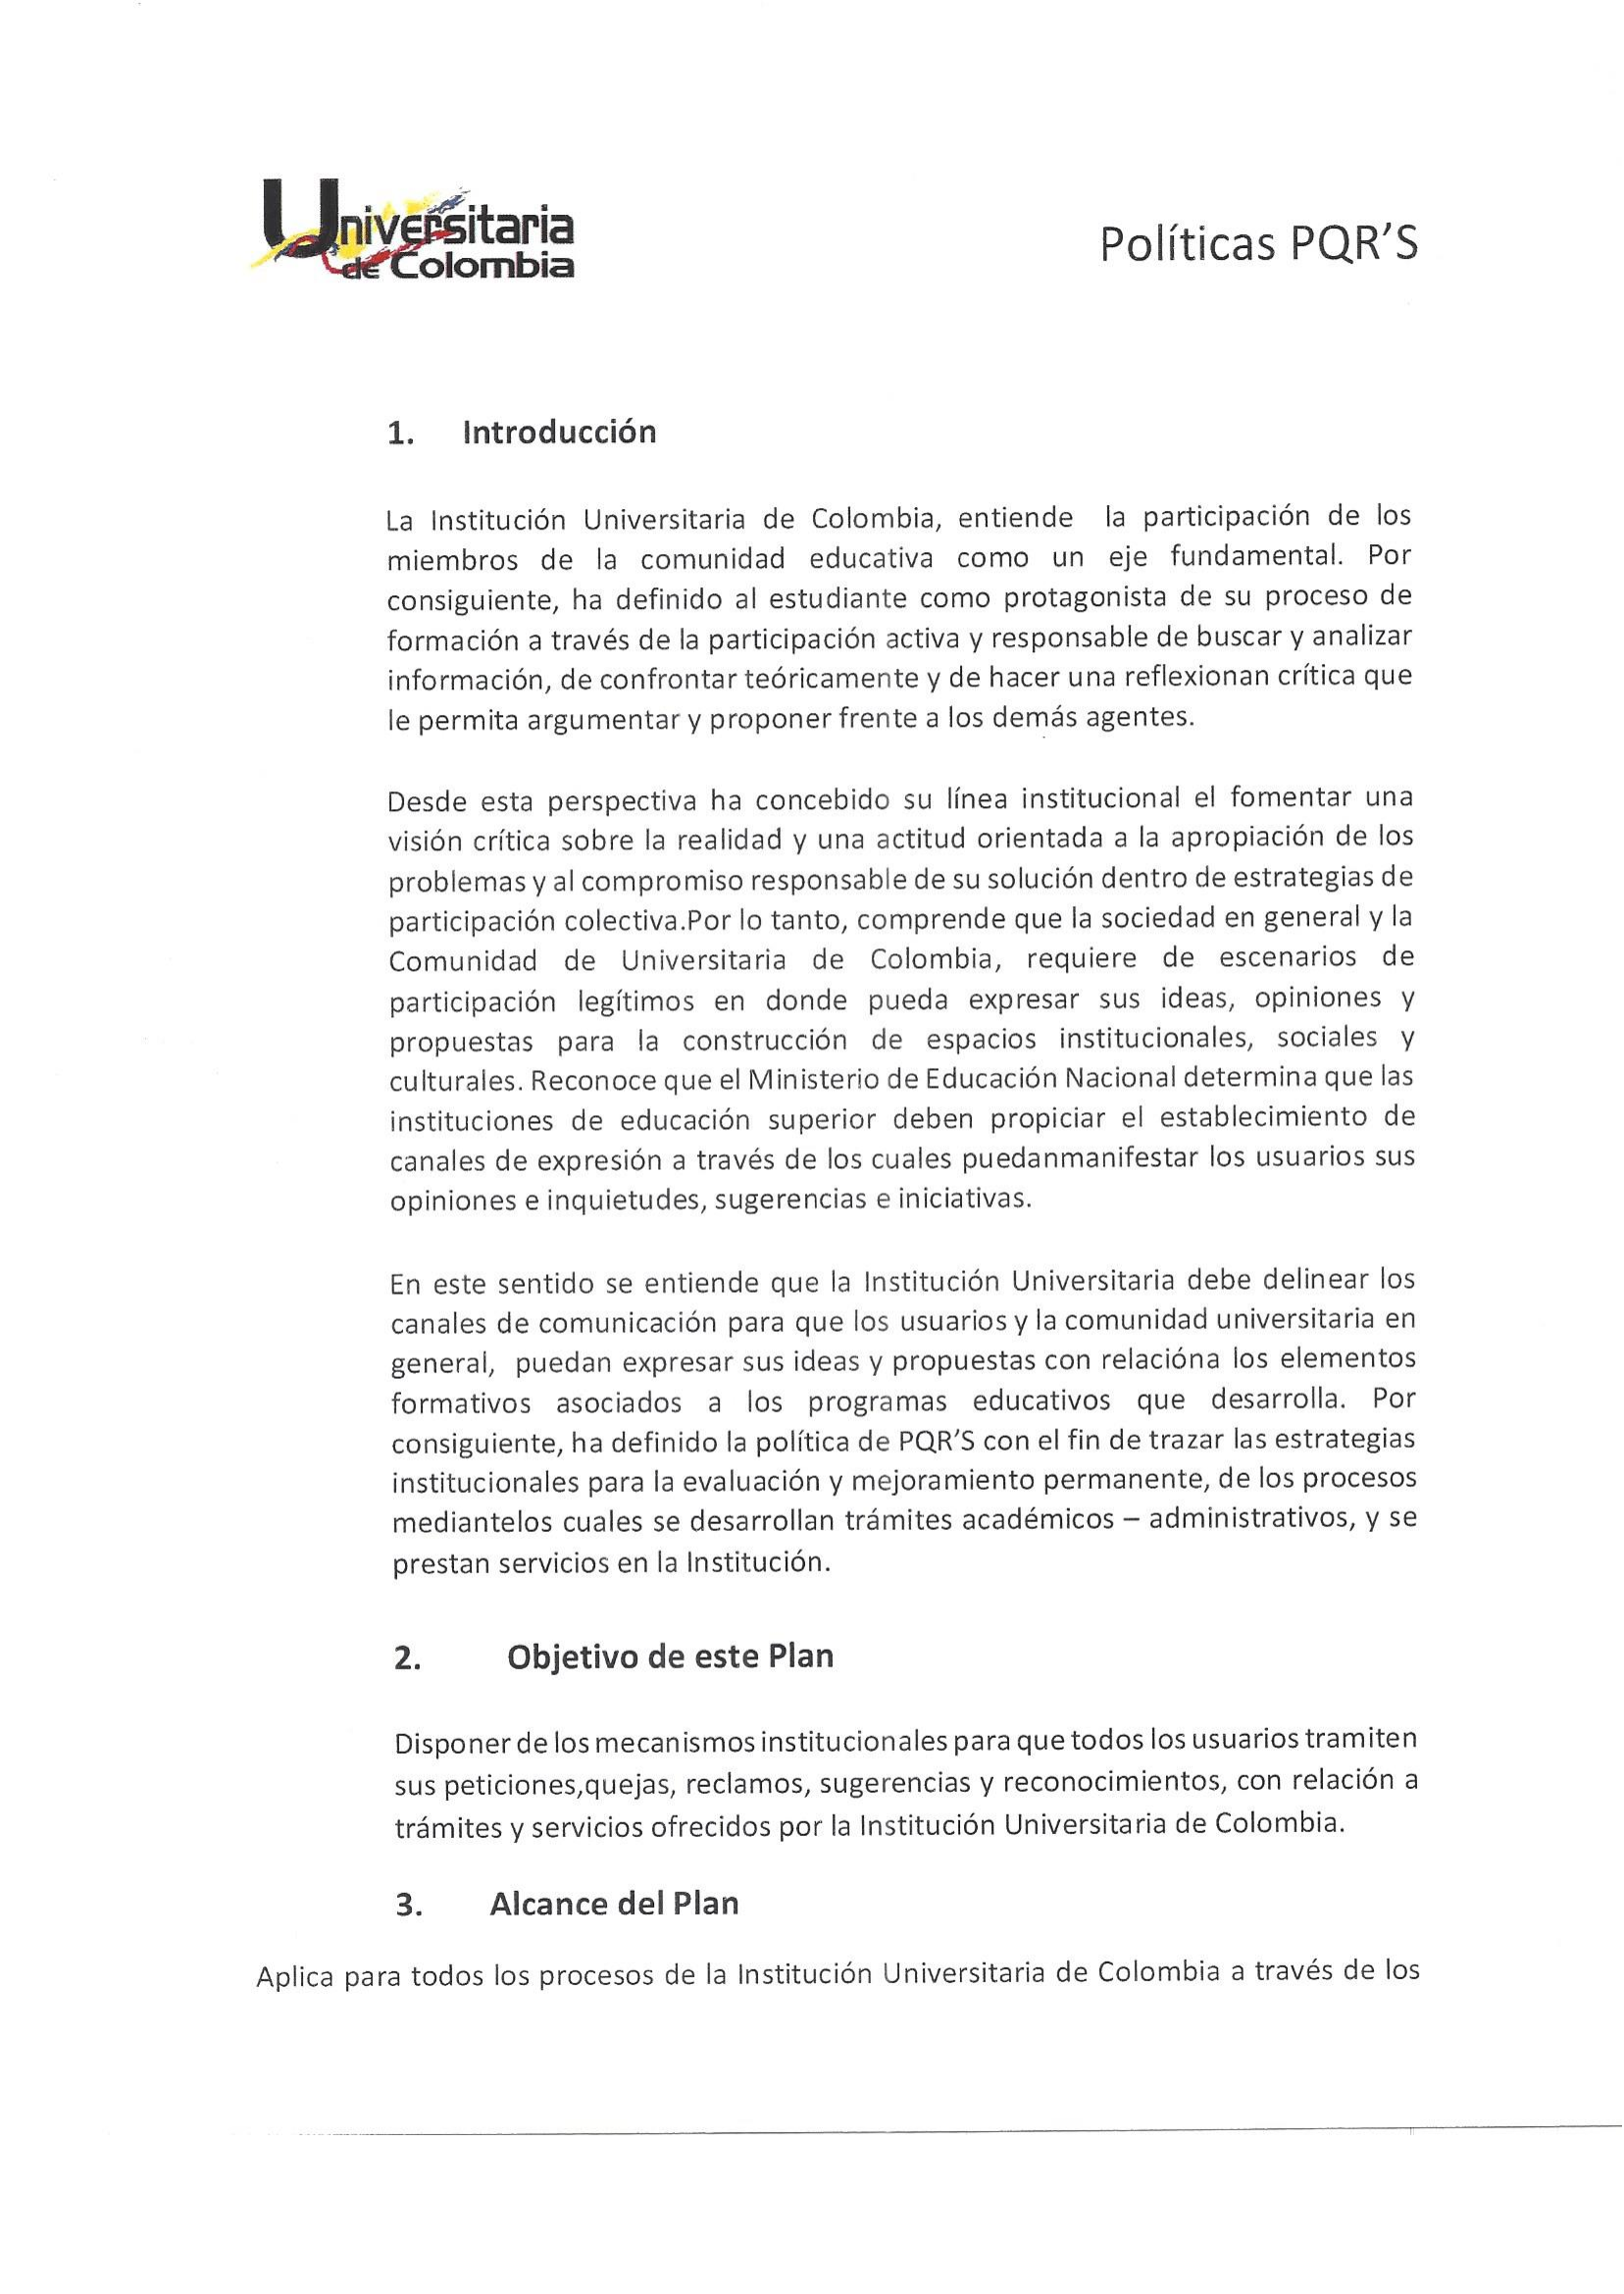 Universitaria
de Colombia
Políticas PQR'S
1. Introducción
La Institución Universitaria de Colombia, entiende la participación de los
miembros de la comunidad educativa como un eje fundamental. Por
consiguiente, ha definido al estudiante como protagonista de su proceso de
formación a través de la participación activa y responsable de buscar y analizar
información, de confrontar teóricamente y de hacer una reflexionan crítica que
le permita argumentar y proponer frente a los demás agentes.
Desde esta perspectiva ha concebido su línea institucional el fomentar una
visión crítica sobre la realidad y una actitud orientada a la apropiación de los
problemas y al compromiso responsable de su solución dentro de estrategias de
participación colectiva.Por lo tanto, comprende que la sociedad en general y la
Comunidad de Universitaria de Colombia, requiere de escenarios de
participación legítimos en donde pueda expresar sus ideas, opiniones y
propuestas para la construcción de espacios institucionales, sociales y
culturales. Reconoce que el Ministerio de Educación Nacional determina que las
instituciones de educación superior deben propiciar el establecimiento de
canales de expresión a través de los cuales puedanmanifestar los usuarios sus
opiniones e inquietudes, sugerencias e iniciativas.
En este sentido se entiende que la Institución Universitaria debe delinear los
canales de comunicación para que los usuarios y la comunidad universitaria en
general, puedan expresar sus ideas y propuestas con relacióna los elementos
formativos asociados a los programas educativos que desarrolla. Por
consiguiente, ha definido la política de PQR'S con el fin de trazar las estrategias
institucionales para la evaluación y mejoramiento permanente, de los procesos
mediantelos cuales se desarrollan trámites académicos – administrativos, y se
prestan servicios en la Institución.
2. Objetivo de este Plan
Disponer de los mecanismos institucionales para que todos los usuarios tramiten
sus peticiones,quejas, reclamos, sugerencias y reconocimientos, con relación a
trámites y servicios ofrecidos por la Institución Universitaria de Colombia.
3. Alcance del Plan
Aplica para todos los procesos de la Institución Universitaria de Colombia a través de los